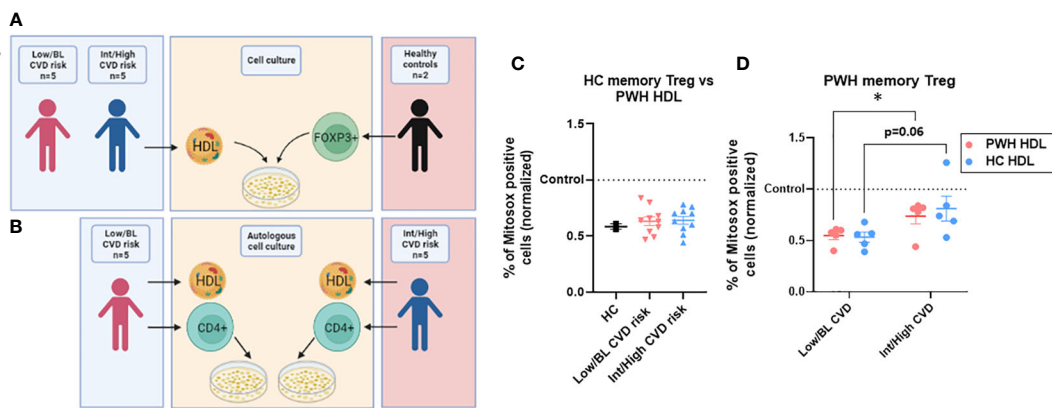 A
Low/BL
CVD risk
n=5
Int/High
CVD risk
n=5
Cell culture
Healthy
controls
n=2
HDL
FOXP3+
B
Low/BL
CVD risk
n=5
Autologous
cell culture
Int/High
CVD risk
n=5
HDL
HDL
CD4+
CD4+
C
HC memory Treg vs
PWH HDL
% of Mitosox positive
cells (normalized)
1.5
Control
0.5
0.0
HC
Low/BL CVD risk
Int/High CVD risk
D
PWH memory Treg
*
p=0.06
PWH HDL
HC HDL
% of Mitosox positive
cells (normalized)
1.5
Control
0.5
0.0
Low/BL CVD
Int/High CVD